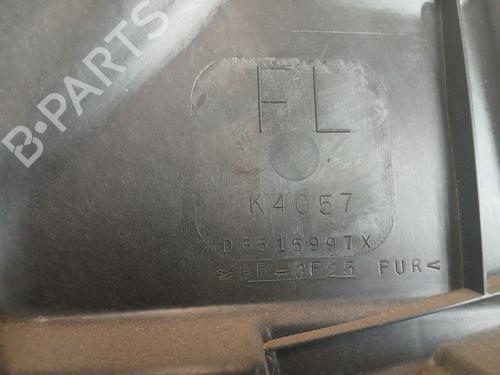 B-PARTS
FL
K4057
D6515997X
>PP-GF25 PUR<